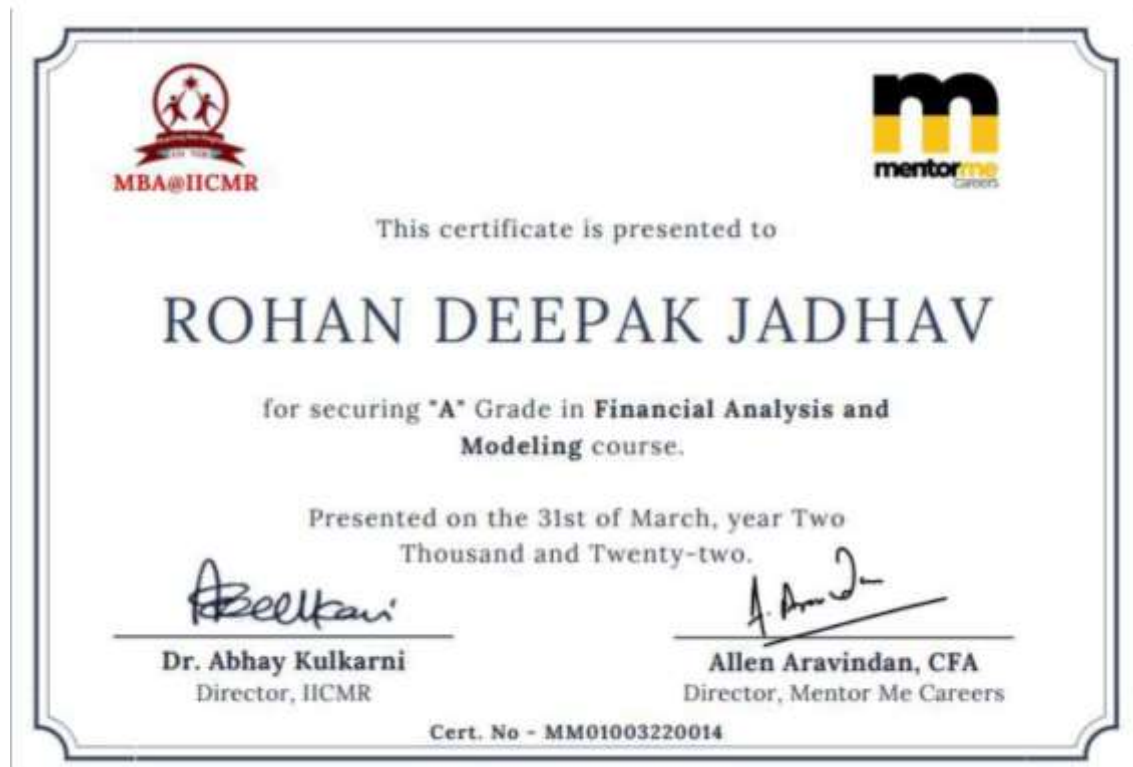 MBA@IICMR
mentorme
careers
This certificate is presented to
ROHAN DEEPAK JADHAV
for securing "A" Grade in Financial Analysis and
Modeling course.
Presented on the 31st of March, year Two
Thousand and Twenty-two.
Dr. Abhay Kulkarni
Director, IICMR
Allen Aravindan, CFA
Director, Mentor Me Careers
Cert. No - MM01003220014